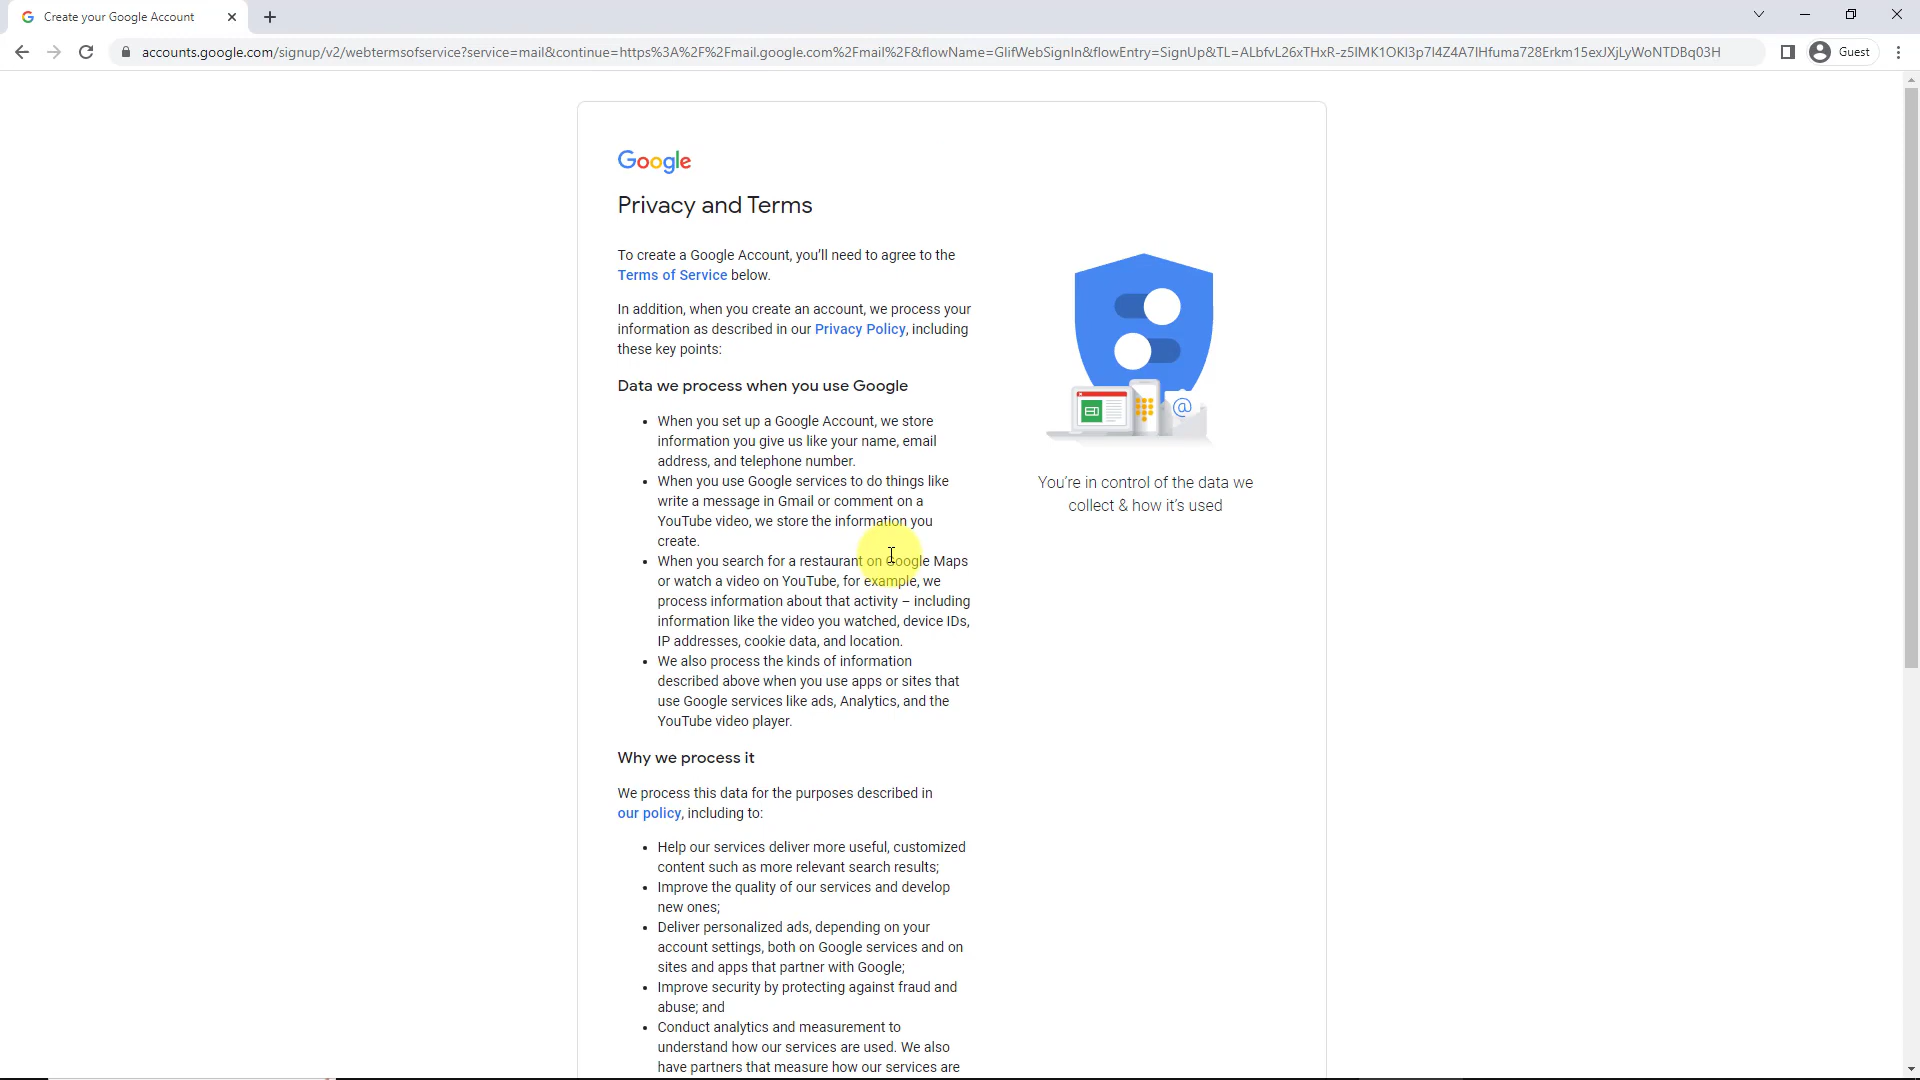 Create your Google Account
accounts.google.com/signup/v2/webtermsofservice?service=mail&continue=https%3A%2F%2Fmail.google.com%2Fmail%2F&flowName=GlifWebSignIn&flowEntry=SignUp&TL=ALbfvL26xTHxR-z5IMK1OKI3p7I4Z4A7IHfuma728Erkm15exJXjLyWoNTDBq03H
Guest
Google
Privacy and Terms
To create a Google Account, you’ll need to agree to the
Terms of Service below.
In addition, when you create an account, we process your
information as described in our Privacy Policy, including
these key points:
Data we process when you use Google
• When you set up a Google Account, we store
information you give us like your name, email
address, and telephone number.
• When you use Google services to do things like
write a message in Gmail or comment on a
YouTube video, we store the information you
create.
• When you search for a restaurant on Google Maps
or watch a video on YouTube, for example, we
process information about that activity – including
information like the video you watched, device IDs,
IP addresses, cookie data, and location.
• We also process the kinds of information
described above when you use apps or sites that
use Google services like ads, Analytics, and the
YouTube video player.
Why we process it
We process this data for the purposes described in
our policy, including to:
• Help our services deliver more useful, customized
content such as more relevant search results;
• Improve the quality of our services and develop
new ones;
• Deliver personalized ads, depending on your
account settings, both on Google services and on
sites and apps that partner with Google;
• Improve security by protecting against fraud and
abuse; and
• Conduct analytics and measurement to
understand how our services are used. We also
have partners that measure how our services are
@
You’re in control of the data we
collect & how it’s used